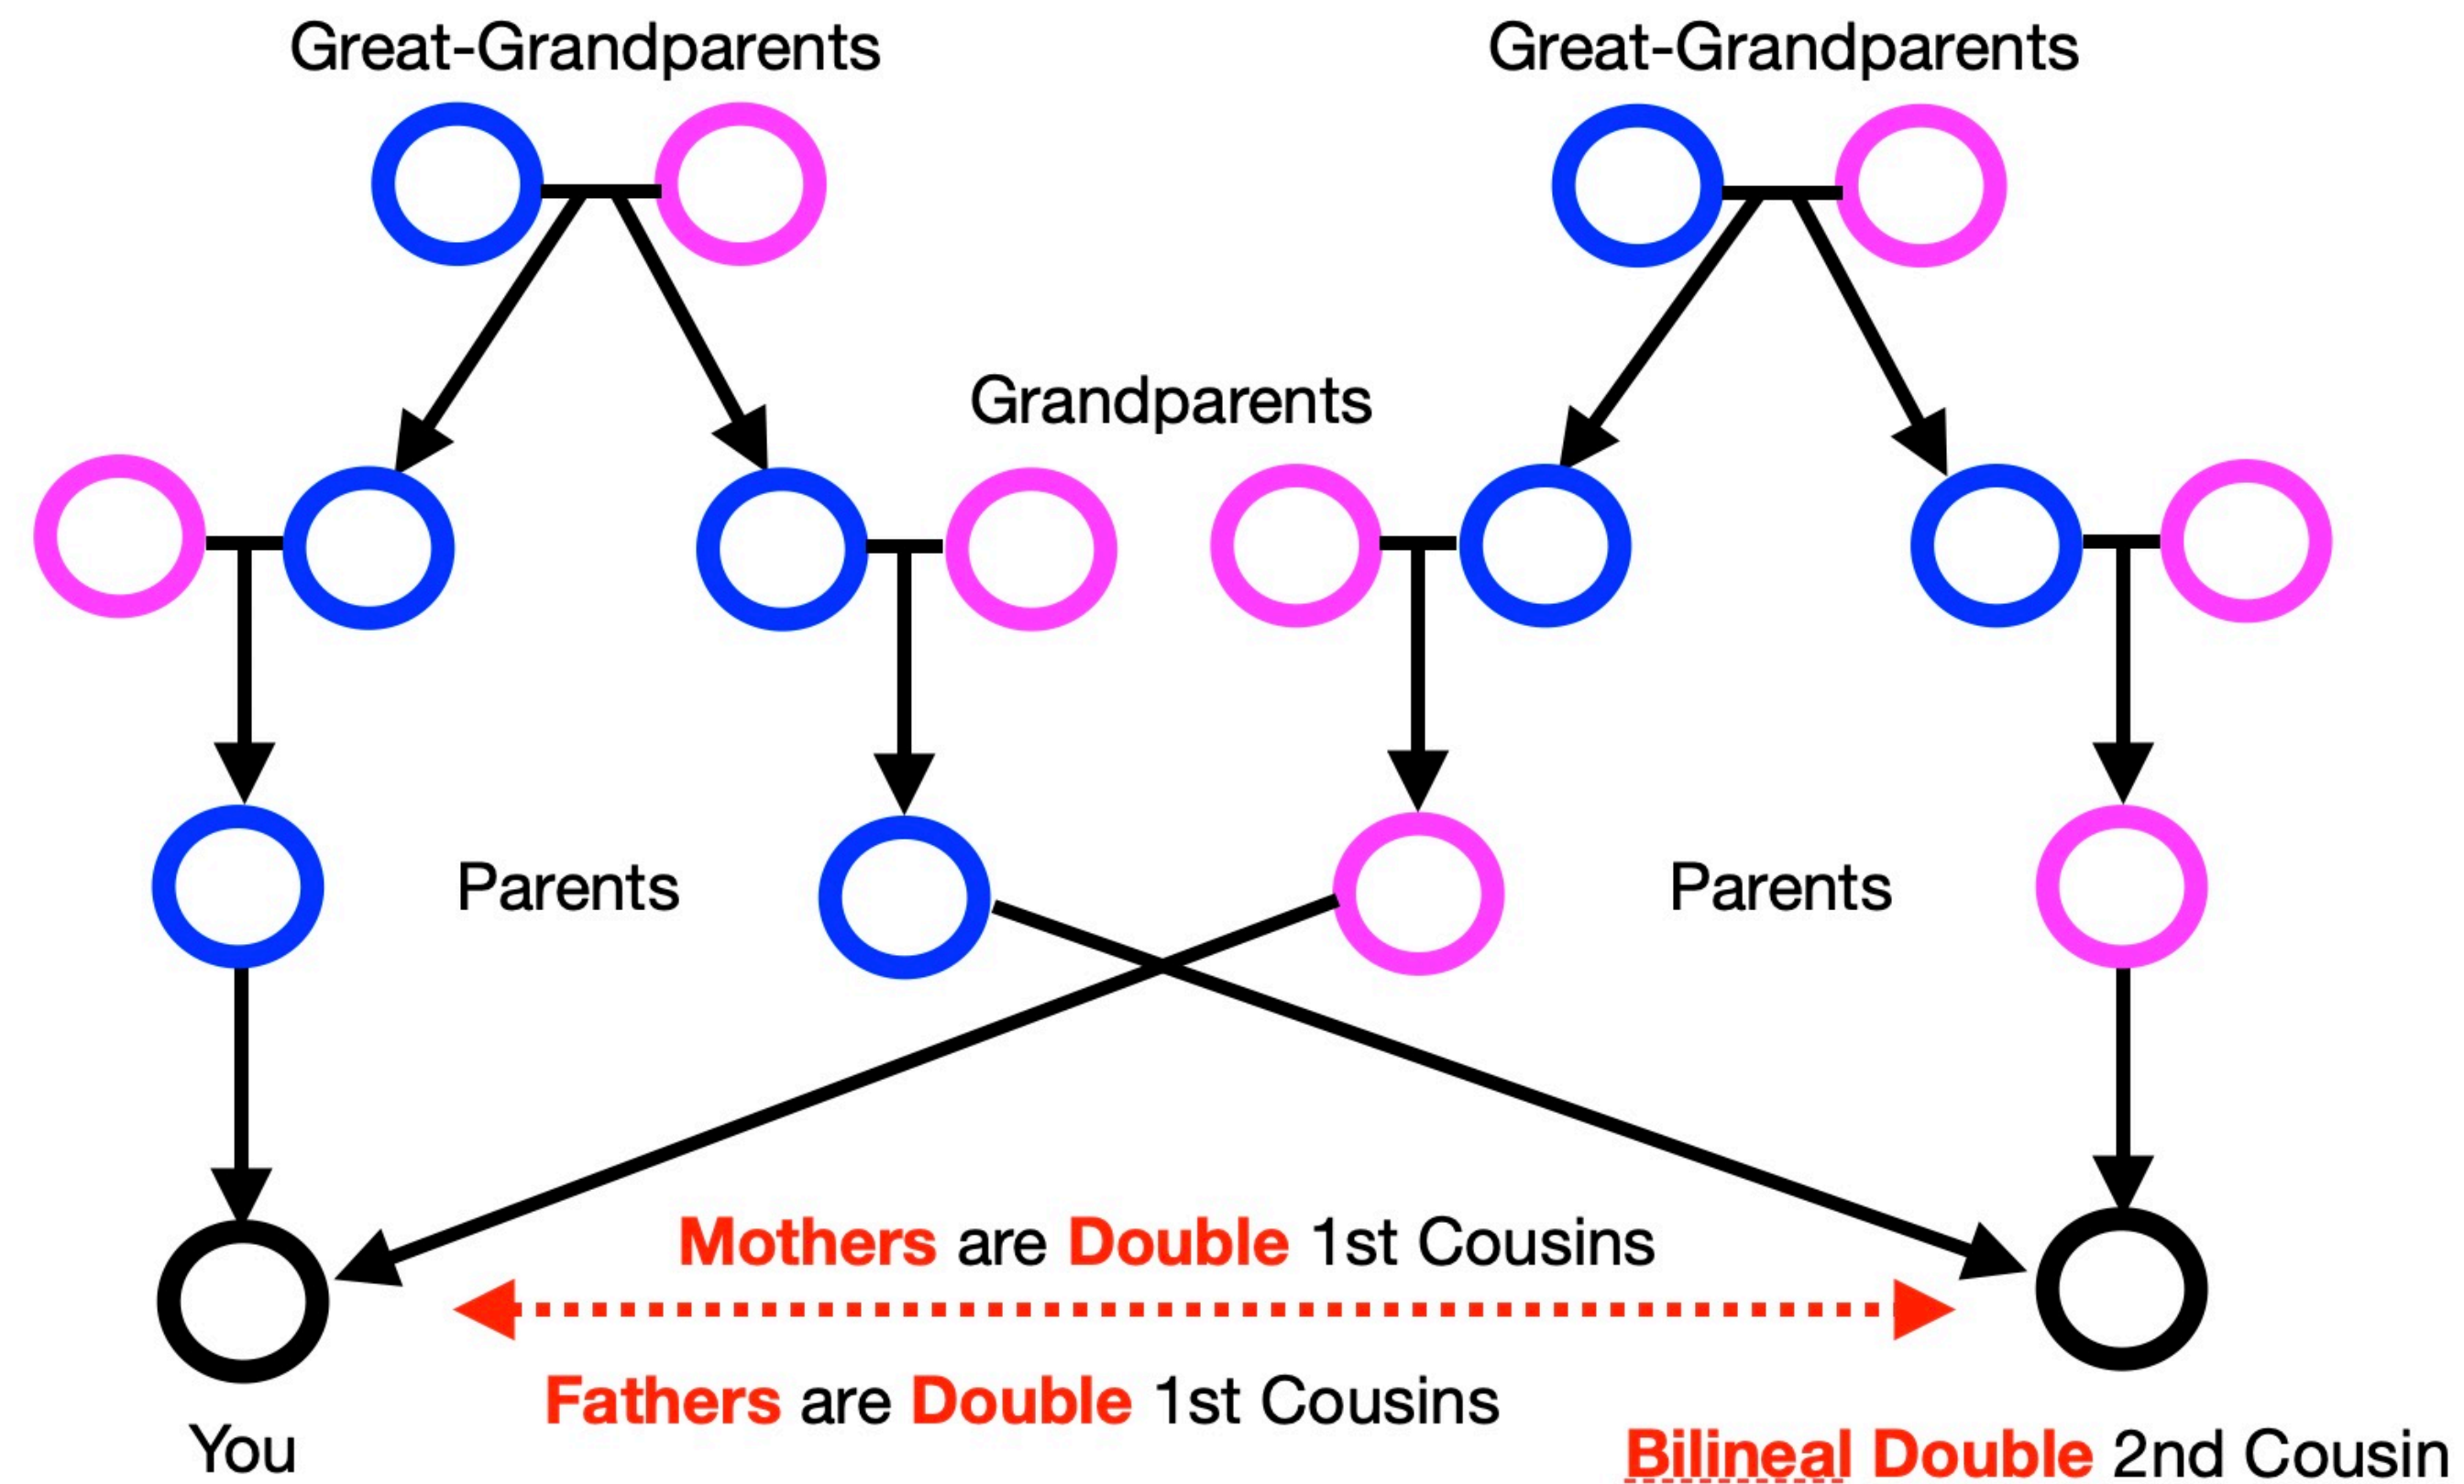 Great-Grandparents
Great-Grandparents
Grandparents
Parents
Parents
Mothers are Double 1st Cousins
Fathers are Double 1st Cousins
You
Bilineal Double 2nd Cousin